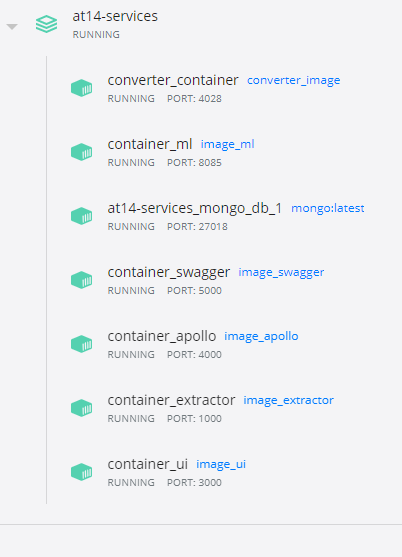 at14-services
RUNNING
converter_container converter_image
RUNNING PORT: 4028
container_ml image_ml
RUNNING PORT: 8085
at14-services_mongo_db_1 mongo:latest
RUNNING PORT: 27018
container_swagger image_swagger
RUNNING PORT: 5000
container_apollo image_apollo
RUNNING PORT: 4000
container_extractor image_extractor
RUNNING PORT: 1000
container_ui image_ui
RUNNING PORT: 3000